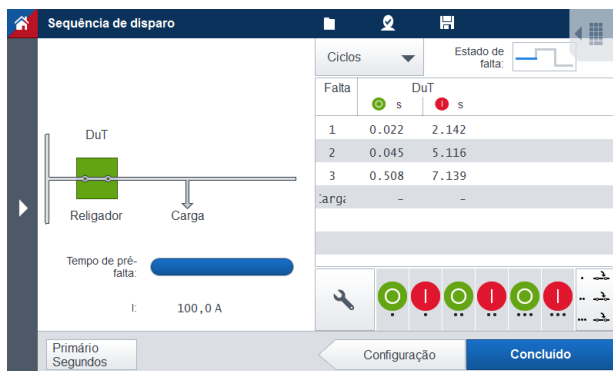 Sequência de disparo
Ciclos
Estado de
falta:
Falta DuT
s s
1 0.022 2.142
2 0.045 5.116
3 0.508 7.139
Carga - -
DuT
Religador Carga
Tempo de pré-
falta:
I: 100,0 A
Primário
Segundos
Configuração
Concluído